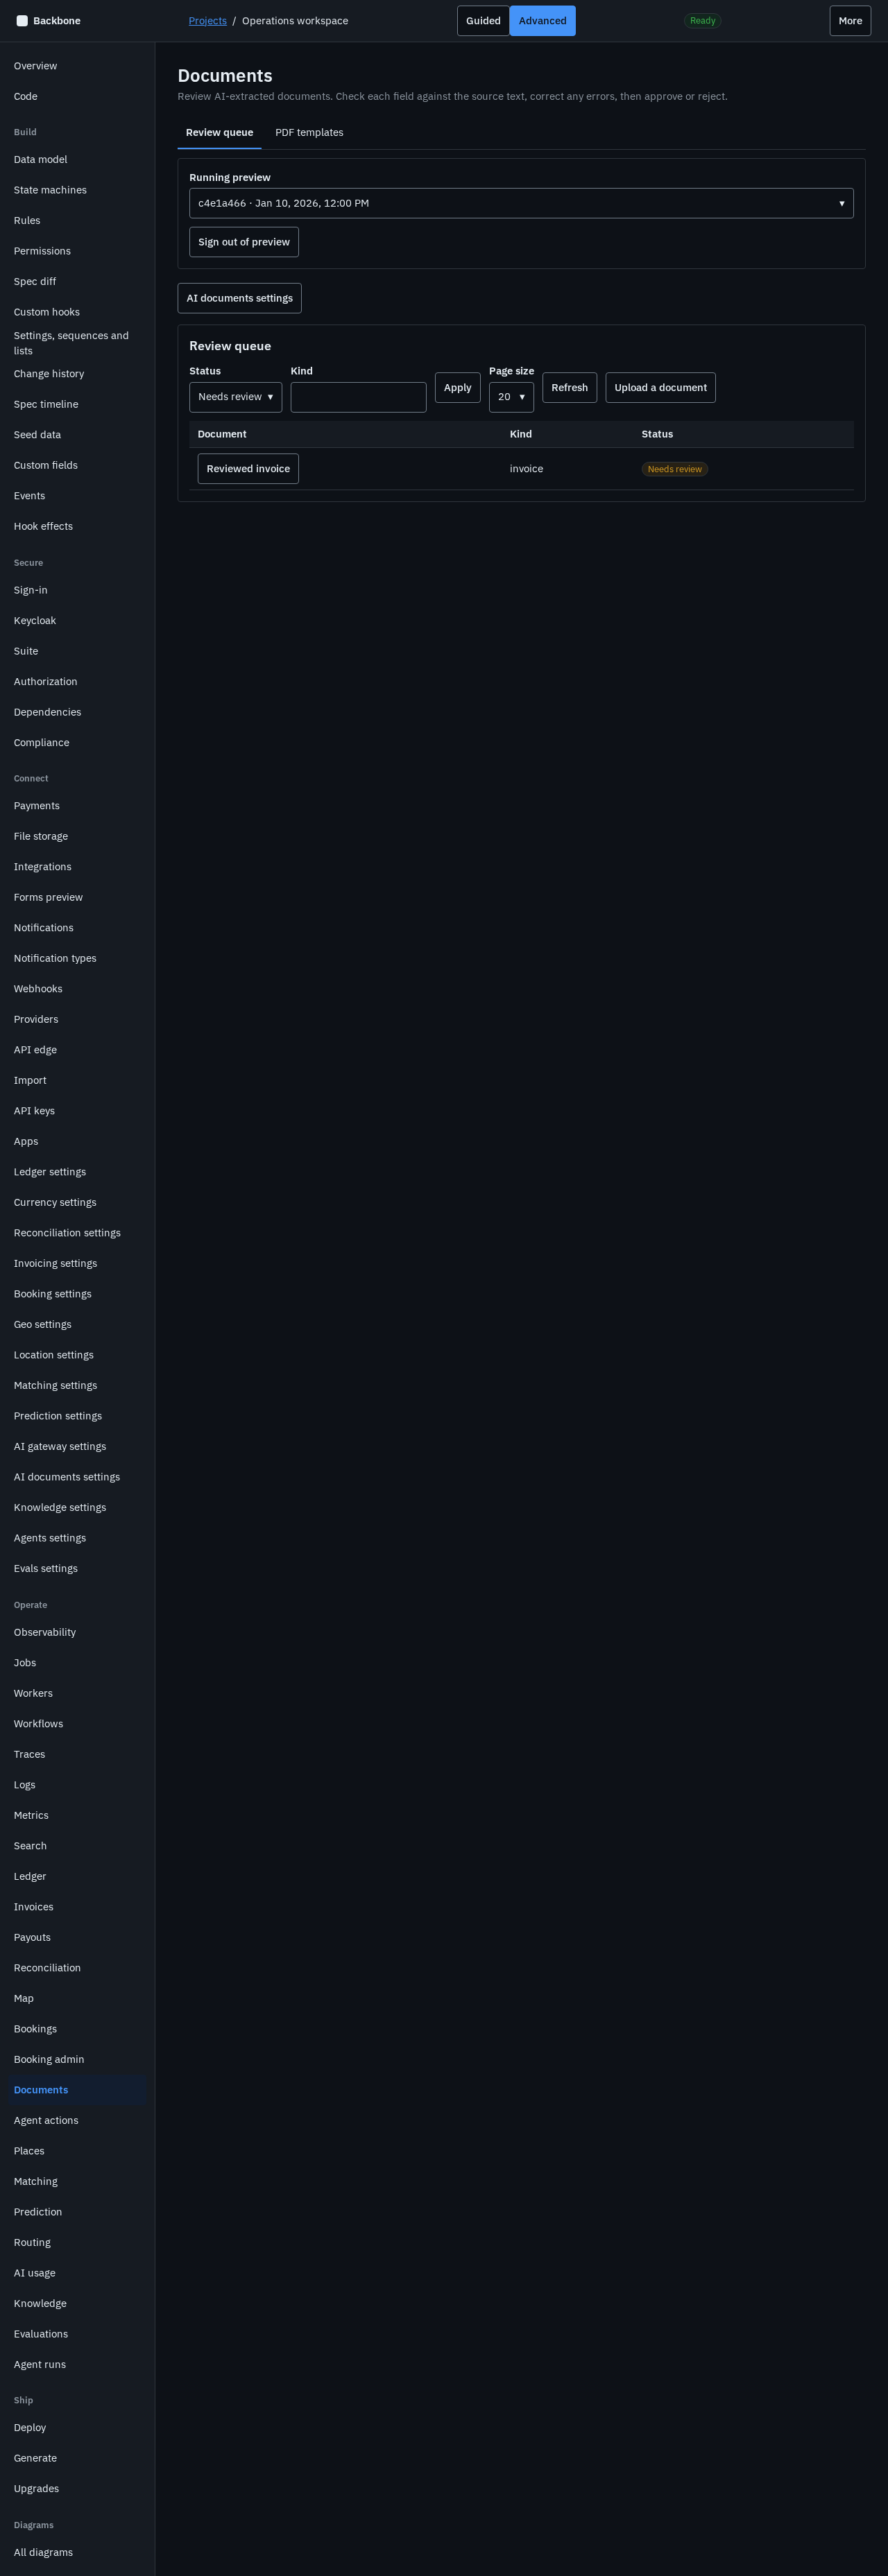 Backbone
Projects / Operations workspace
Guided
Advanced
Ready
More
Overview
Code
Build
Data model
State machines
Rules
Permissions
Spec diff
Custom hooks
Settings, sequences and
lists
Change history
Spec timeline
Seed data
Custom fields
Events
Hook effects
Secure
Sign-in
Keycloak
Suite
Authorization
Dependencies
Compliance
Connect
Payments
File storage
Integrations
Forms preview
Notifications
Notification types
Webhooks
Providers
API edge
Import
API keys
Apps
Ledger settings
Currency settings
Reconciliation settings
Invoicing settings
Booking settings
Geo settings
Location settings
Matching settings
Prediction settings
AI gateway settings
AI documents settings
Knowledge settings
Agents settings
Evals settings
Operate
Observability
Jobs
Workers
Workflows
Traces
Logs
Metrics
Search
Ledger
Invoices
Payouts
Reconciliation
Map
Bookings
Booking admin
Documents
Agent actions
Places
Matching
Prediction
Routing
AI usage
Knowledge
Evaluations
Agent runs
Ship
Deploy
Generate
Upgrades
Diagrams
All diagrams
Documents
Review AI-extracted documents. Check each field against the source text, correct any errors, then approve or reject.
Review queue
PDF templates
Running preview
c4e1a466 · Jan 10, 2026, 12:00 PM
Sign out of preview
AI documents settings
Review queue
Status
Kind
Page size
Needs review
Apply
20
Refresh
Upload a document
Document
Kind
Status
Reviewed invoice
invoice
Needs review